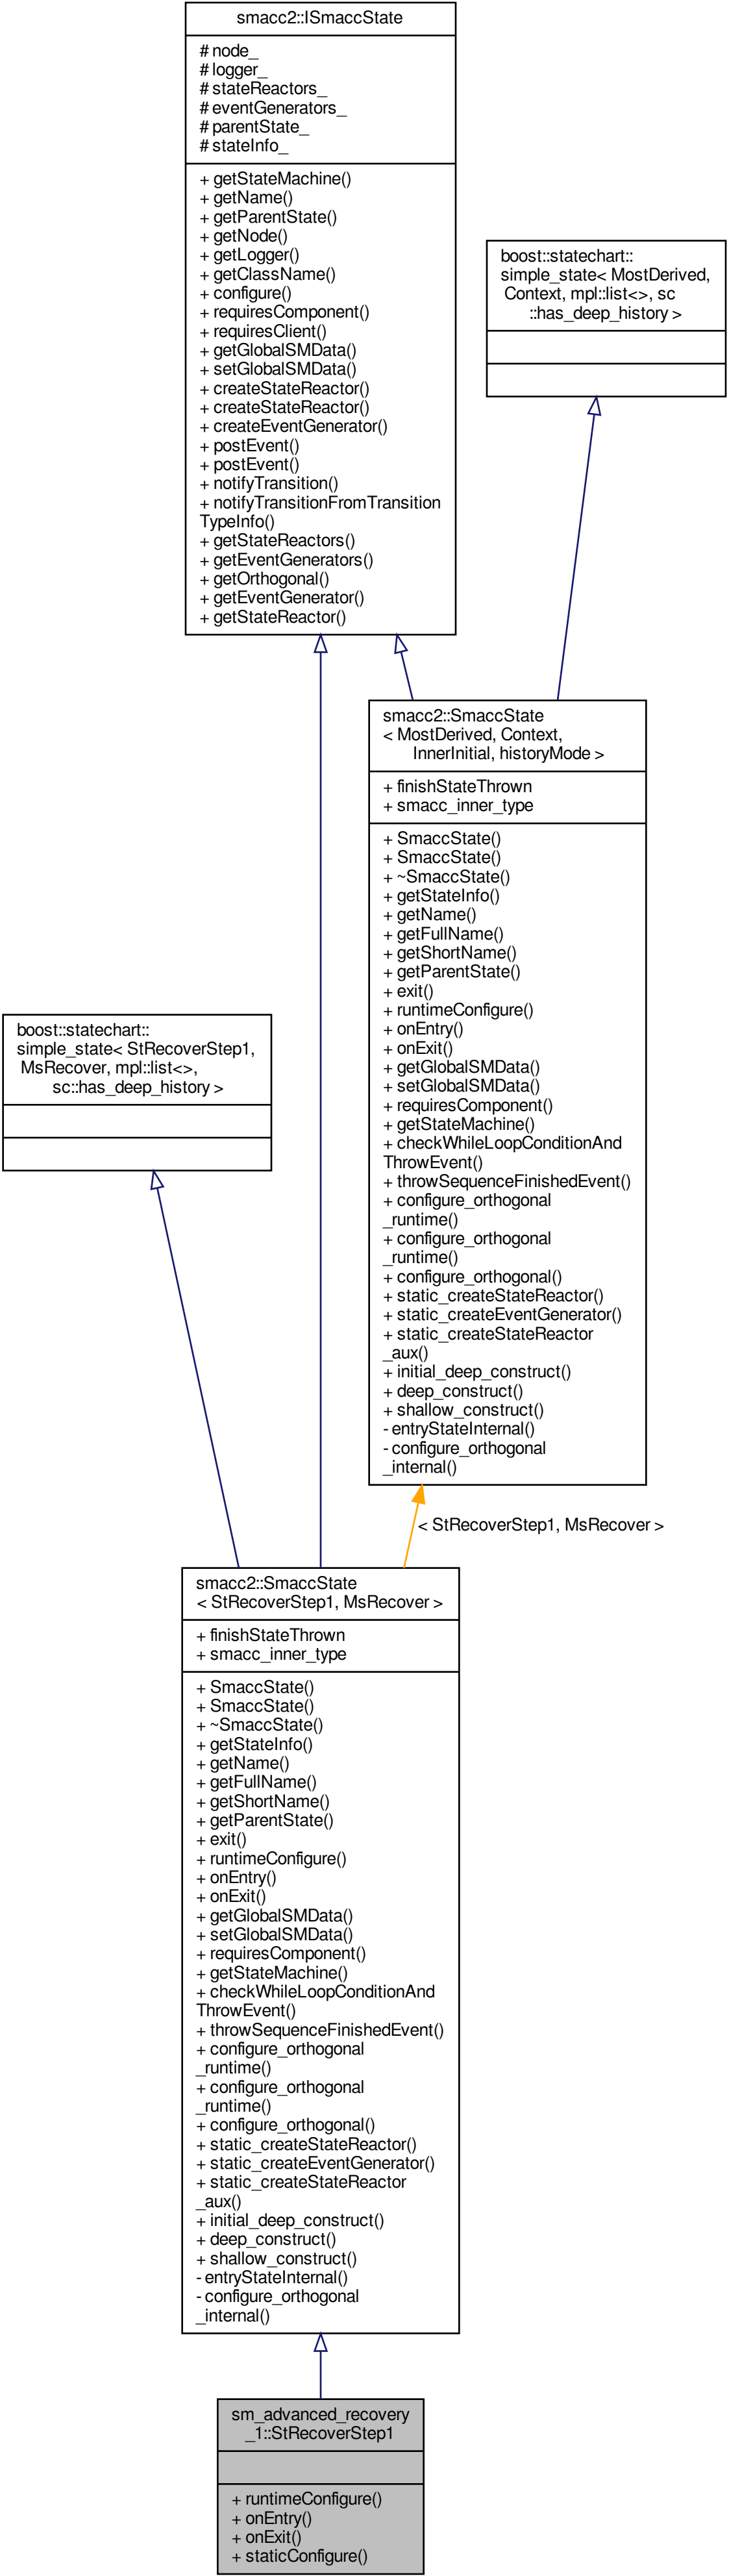 smacc2::ISmaccState
# node_
# logger_
# stateReactors_
# eventGenerators_
# parentState_
# stateInfo_
+ getStateMachine()
+ getName()
+ getParentState()
+ getNode()
+ getLogger()
+ getClassName()
+ configure()
+ requiresComponent()
+ requiresClient()
+ getGlobalSMData()
+ setGlobalSMData()
+ createStateReactor()
+ createStateReactor()
+ createEventGenerator()
+ postEvent()
+ postEvent()
+ notifyTransition()
+ notifyTransitionFromTransition
TypeInfo()
+ getStateReactors()
+ getEventGenerators()
+ getOrthogonal()
+ getEventGenerator()
+ getStateReactor()
boost::statechart::
simple_state< MostDerived,
Context, mpl::list<>, sc
::has_deep_history >
smacc2::SmaccState
< MostDerived, Context,
InnerInitial, historyMode >
+ finishStateThrown
+ smacc_inner_type
+ SmaccState()
+ SmaccState()
+ ~SmaccState()
+ getStateInfo()
+ getName()
+ getFullName()
+ getShortName()
+ getParentState()
+ exit()
+ runtimeConfigure()
+ onEntry()
+ onExit()
+ getGlobalSMData()
+ setGlobalSMData()
+ requiresComponent()
+ getStateMachine()
+ checkWhileLoopConditionAnd
ThrowEvent()
+ throwSequenceFinishedEvent()
+ configure_orthogonal
_runtime()
+ configure_orthogonal
_runtime()
+ configure_orthogonal()
+ static_createStateReactor()
+ static_createEventGenerator()
+ static_createStateReactor
_aux()
+ initial_deep_construct()
+ deep_construct()
+ shallow_construct()
- entryStateInternal()
- configure_orthogonal
_internal()
boost::statechart::
simple_state< StRecoverStep1,
MsRecover, mpl::list<>,
sc::has_deep_history >
< StRecoverStep1, MsRecover >
smacc2::SmaccState
< StRecoverStep1, MsRecover >
+ finishStateThrown
+ smacc_inner_type
+ SmaccState()
+ SmaccState()
+ ~SmaccState()
+ getStateInfo()
+ getName()
+ getFullName()
+ getShortName()
+ getParentState()
+ exit()
+ runtimeConfigure()
+ onEntry()
+ onExit()
+ getGlobalSMData()
+ setGlobalSMData()
+ requiresComponent()
+ getStateMachine()
+ checkWhileLoopConditionAnd
ThrowEvent()
+ throwSequenceFinishedEvent()
+ configure_orthogonal
_runtime()
+ configure_orthogonal
_runtime()
+ configure_orthogonal()
+ static_createStateReactor()
+ static_createEventGenerator()
+ static_createStateReactor
_aux()
+ initial_deep_construct()
+ deep_construct()
+ shallow_construct()
- entryStateInternal()
- configure_orthogonal
_internal()
sm_advanced_recovery
_1::StRecoverStep1
+ runtimeConfigure()
+ onEntry()
+ onExit()
+ staticConfigure()